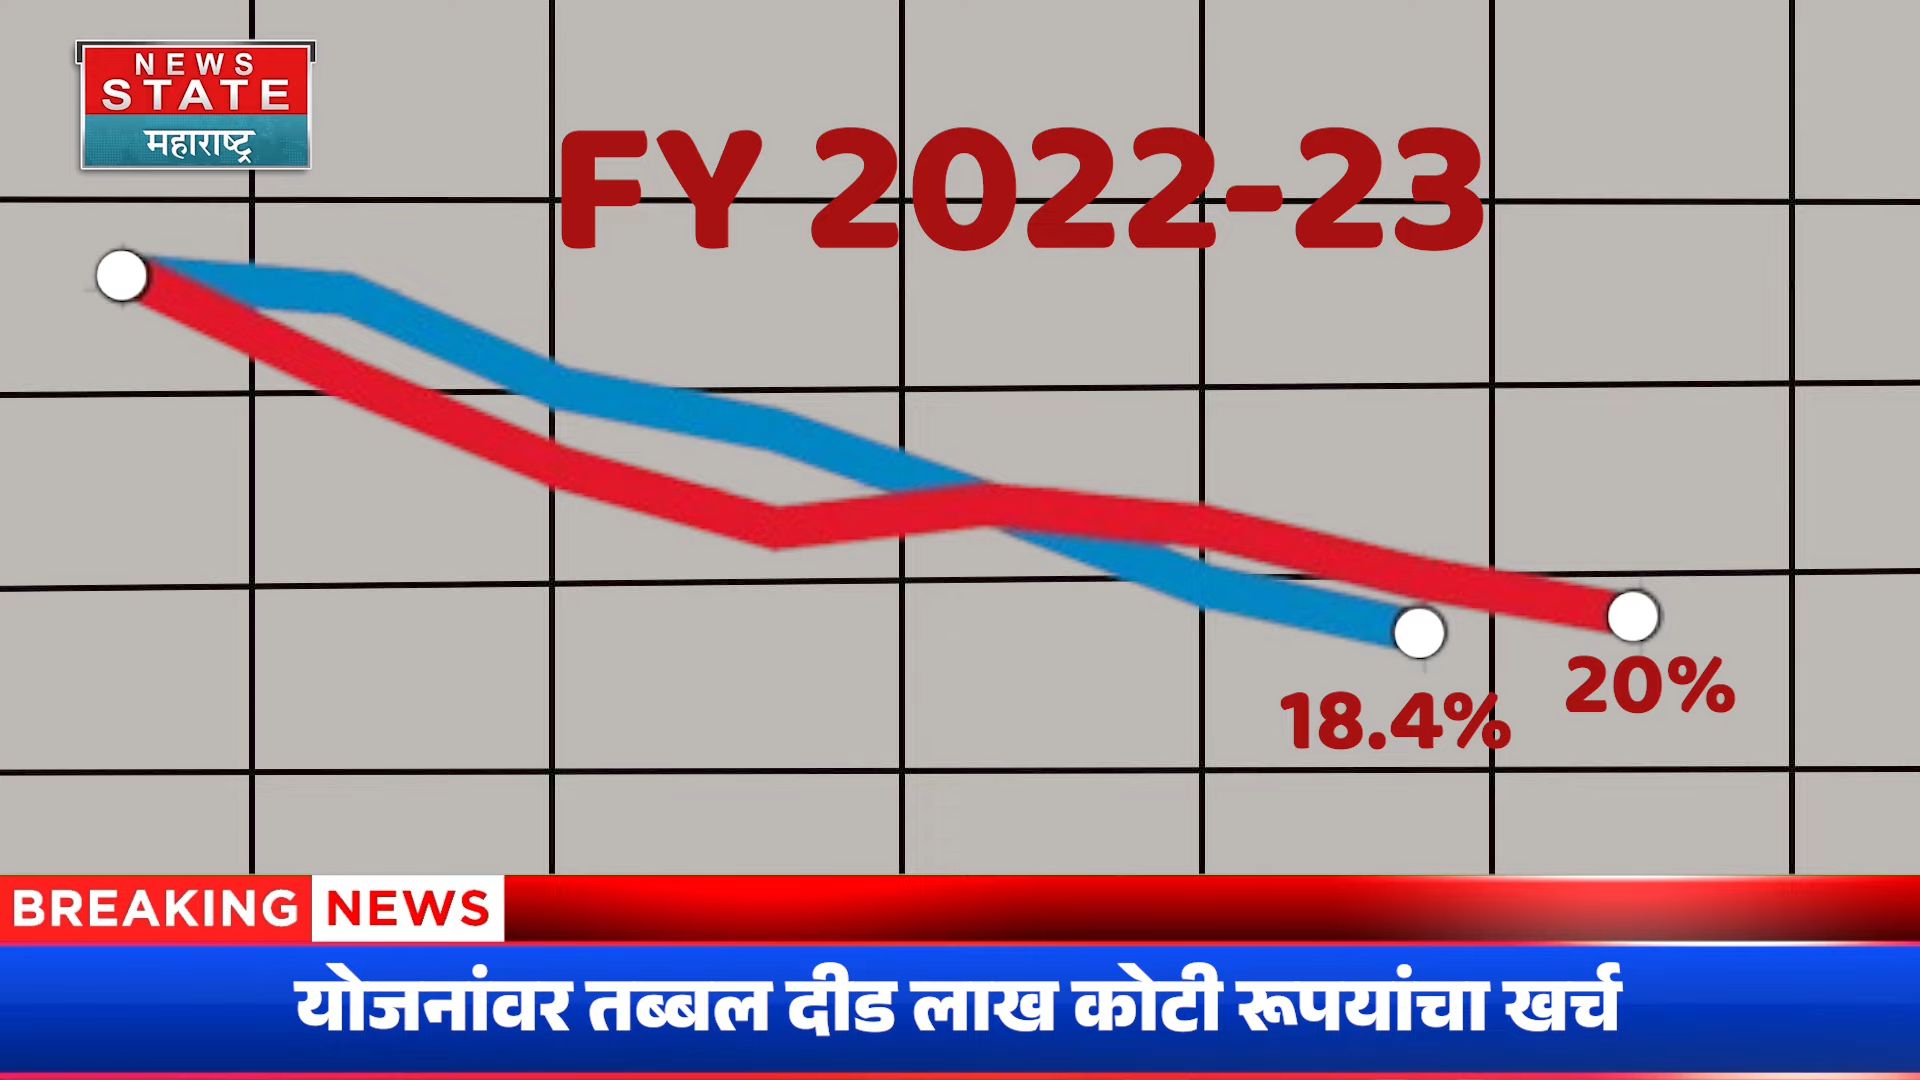 NEWS
STATE
महाराष्ट्र
FY 2022-23
18.4%
20%
BREAKING NEWS
योजनांवर तब्बल दीड लाख कोटी रूपयांचा खर्च